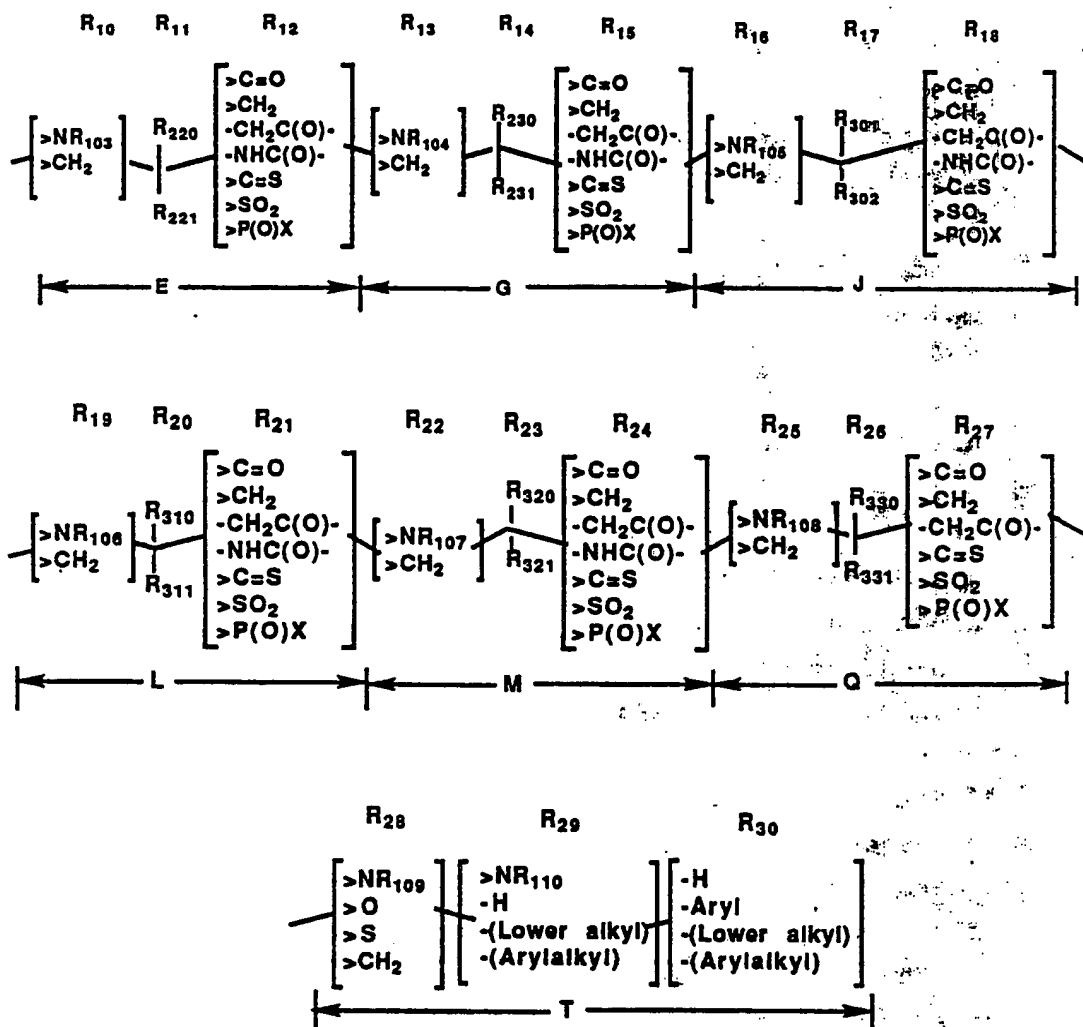 R10 R11 R12 R13 R14 R15 R16 R17 R18
>C=O >C=O >C=O
>CH2 >CH2 >CH2
>NR103 R220 -CH2C(O)- >NR104 R230 -CH2C(O)- >NR105 R301 -CH2C(O)-
>CH2 R221 -NHC(O)- >CH2 R231 -NHC(O)- >CH2 R302 -NHC(O)-
>C=S >C=S >C=S
>SO2 >SO2 >SO2
>P(O)X >P(O)X >P(O)X
E G J
R19 R20 R21 R22 R23 R24 R25 R26 R27
>C=O >C=O >C=O
>CH2 >CH2 >CH2
>NR106 R310 -CH2C(O)- >NR107 R320 -CH2C(O)- >NR108 R330 -CH2C(O)-
>CH2 R311 -NHC(O)- >CH2 R321 -NHC(O)- >CH2 R331 >C=S
>C=S >C=S >SO2
>SO2 >SO2 >P(O)X
>P(O)X >P(O)X
L M Q
R28 R29 R30
>NR109 >NR110 -H
>O -H -Aryl
>S -(Lower alkyl) -(Lower alkyl)
>CH2 -(Arylalkyl) -(Arylalkyl)
T